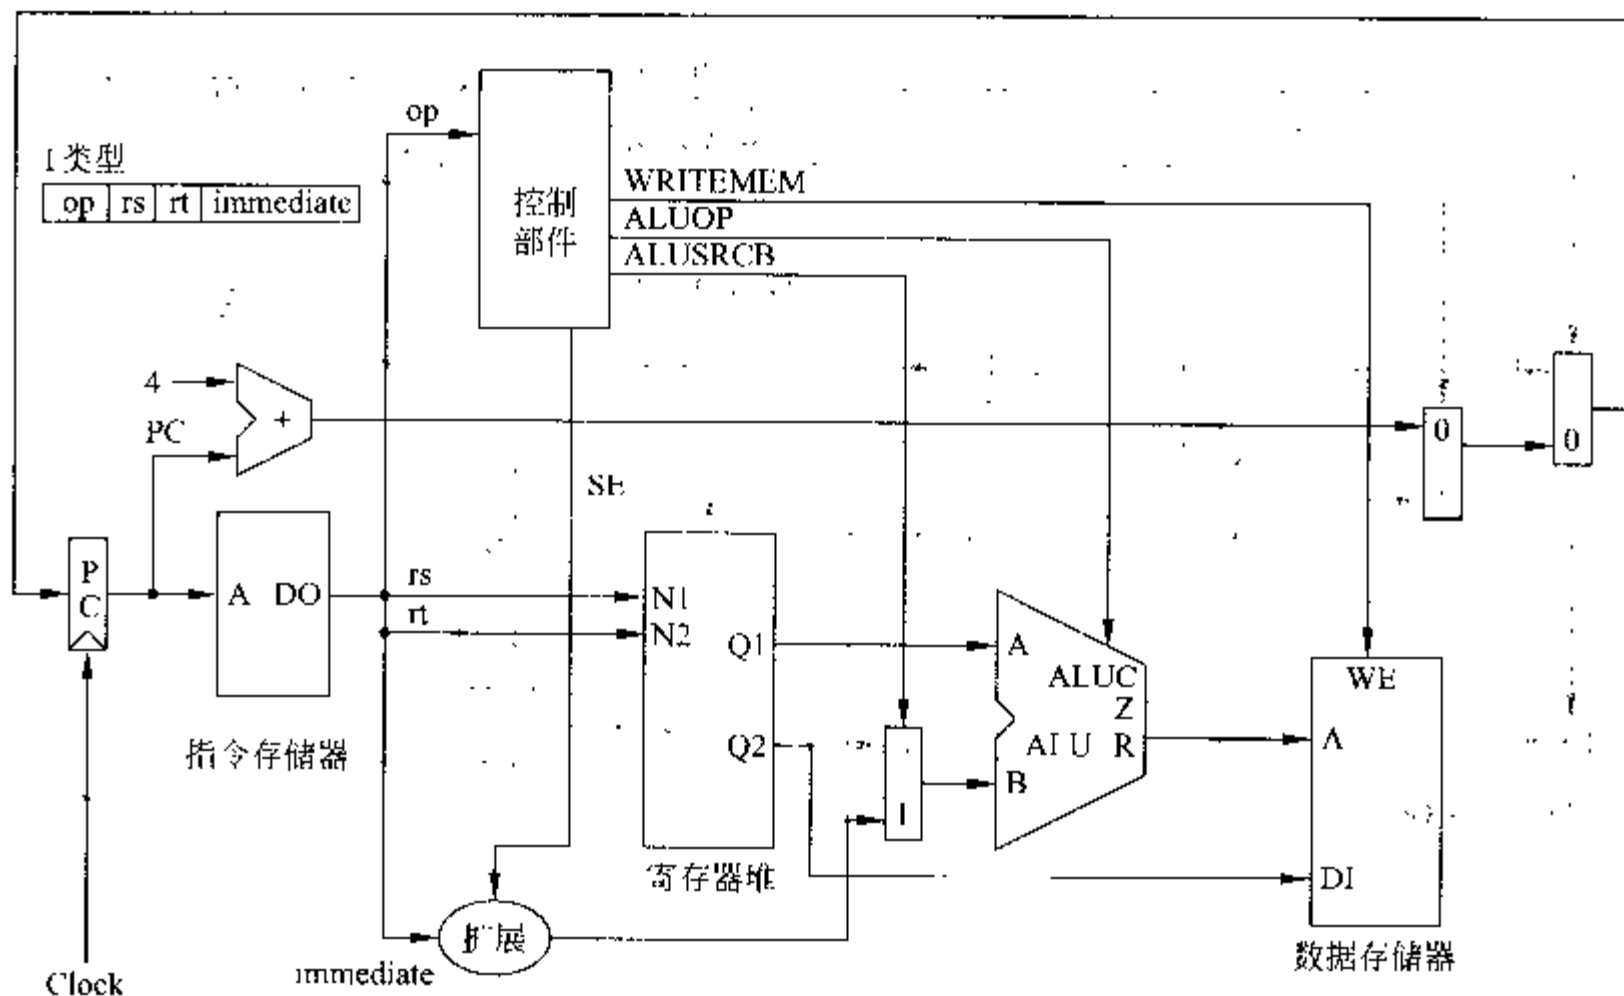 op
I 类型
op rs rt immediate
控制
部件
WRITEMEM
ALUOP
ALUSRCB
4
PC
+
SE
0
0
P
C
A DO
rs
rt
N1
N2
Q1
Q2
A
ALUC
Z
ALU R
B
1
WE
A
DI
指令存储器
寄存器堆
扩展
immediate
数据存储器
Clock